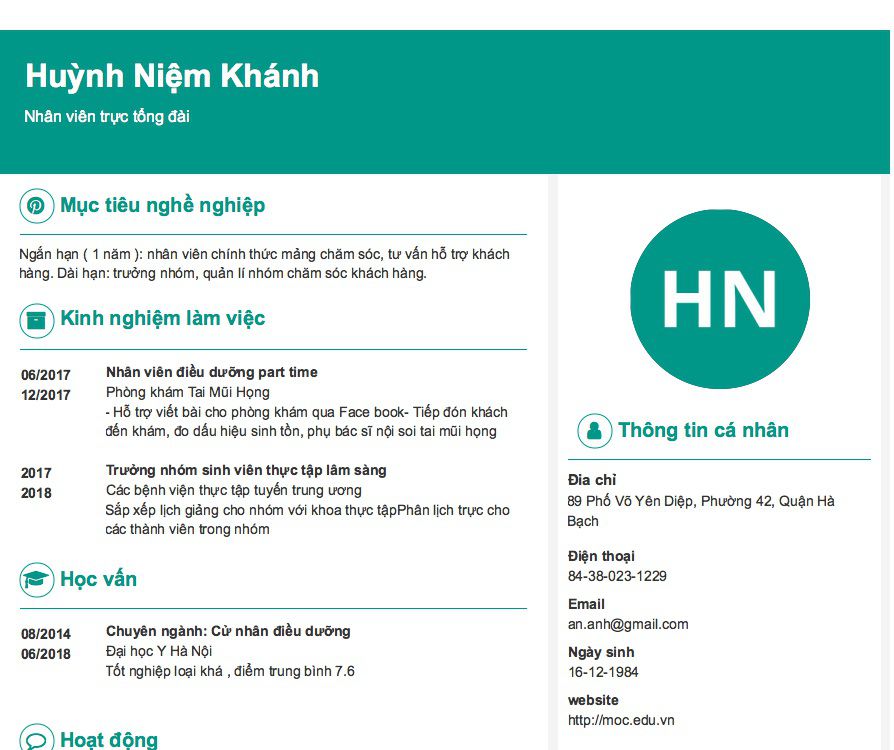 Huỳnh Niệm Khánh
Nhân viên trực tổng đài
Mục tiêu nghề nghiệp
Ngắn hạn ( 1 năm ): nhân viên chính thức mảng chăm sóc, tư vấn hỗ trợ khách
hàng. Dài hạn: trưởng nhóm, quản lí nhóm chăm sóc khách hàng.
Kinh nghiệm làm việc
06/2017
12/2017
Nhân viên điều dưỡng part time
Phòng khám Tai Mũi Họng
- Hỗ trợ viết bài cho phòng khám qua Face book- Tiếp đón khách
đến khám, đo dấu hiệu sinh tồn, phụ bác sĩ nội soi tai mũi họng
2017
2018
Trưởng nhóm sinh viên thực tập lâm sàng
Các bệnh viện thực tập tuyến trung ương
Sắp xếp lịch giảng cho nhóm với khoa thực tậpPhân lịch trực cho
các thành viên trong nhóm
Học vấn
08/2014
06/2018
Chuyên ngành: Cử nhân điều dưỡng
Đại học Y Hà Nội
Tốt nghiệp loại khá , điểm trung bình 7.6
Hoạt động
HN
Thông tin cá nhân
Đia chỉ
89 Phố Võ Yên Diệp, Phường 42, Quận Hà
Bạch
Điện thoại
84-38-023-1229
Email
an.anh@gmail.com
Ngày sinh
16-12-1984
website
http://moc.edu.vn